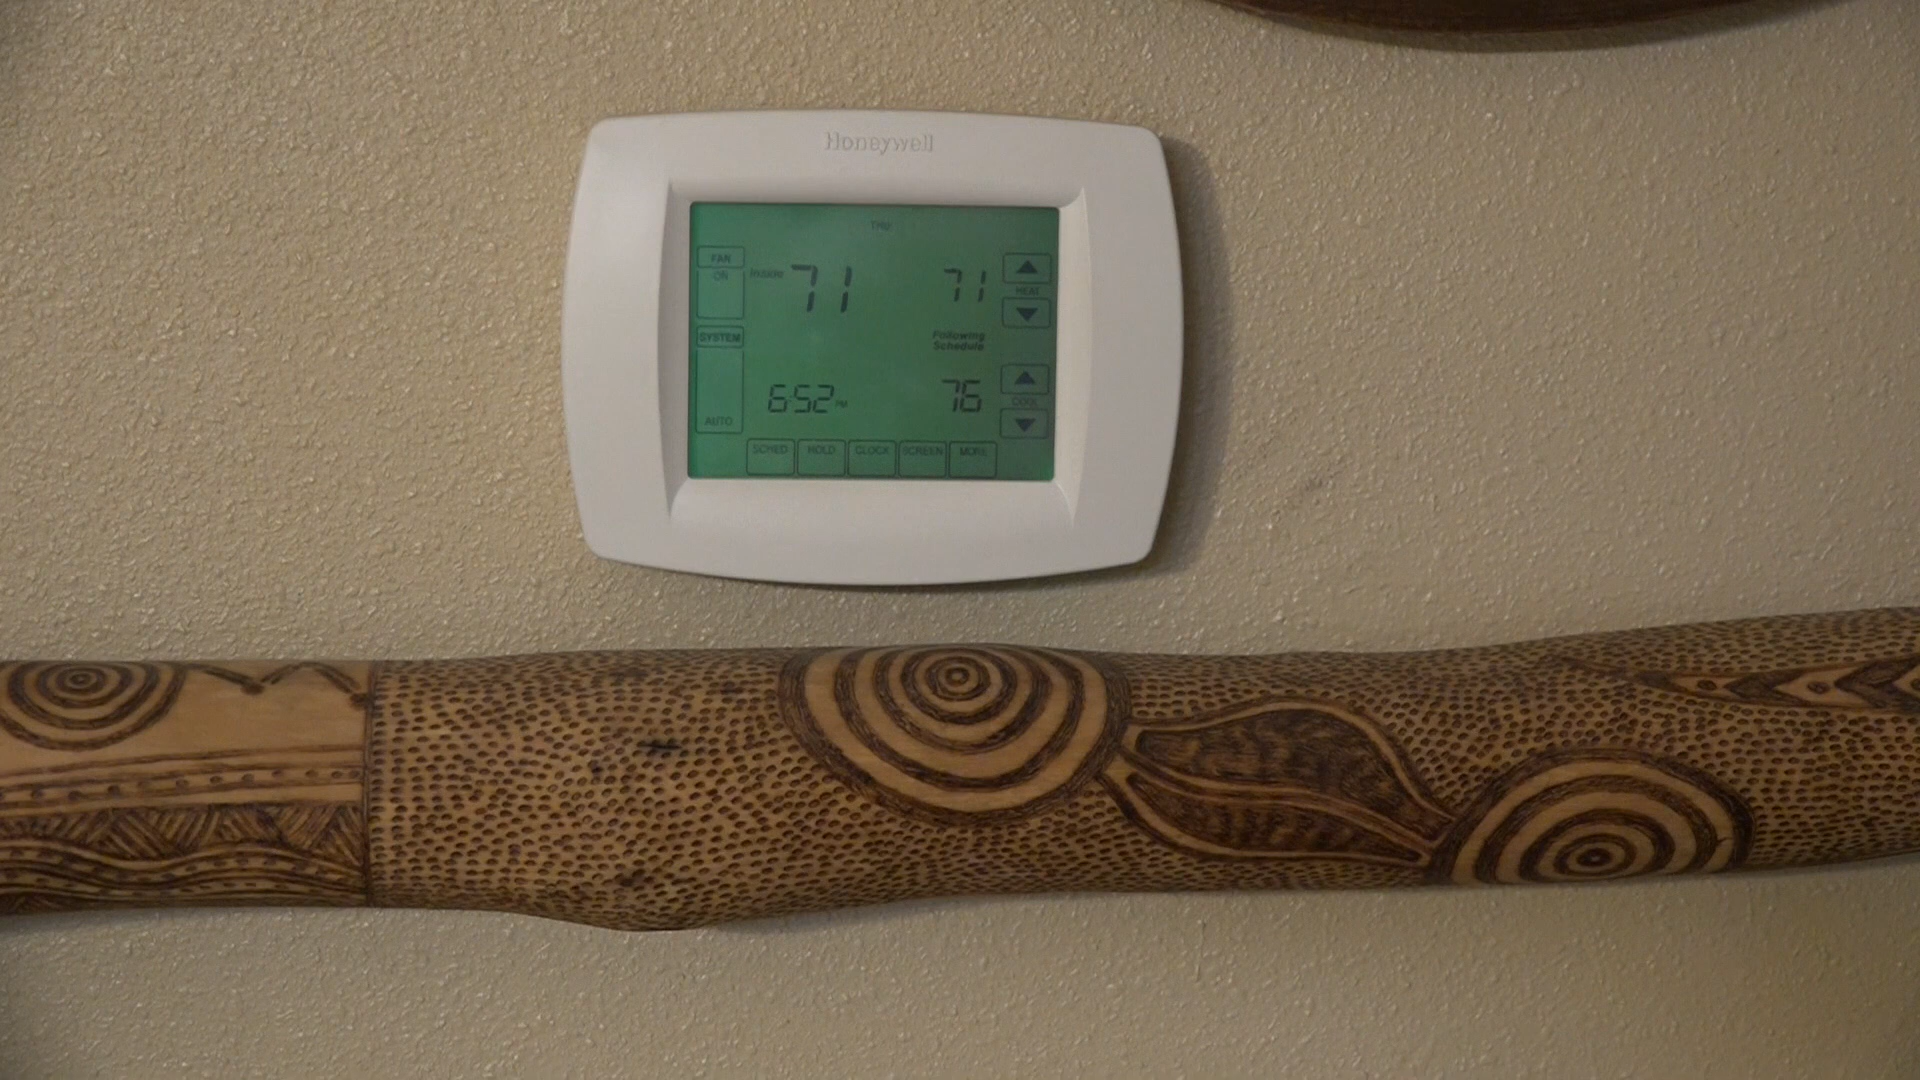 Honeywell
THU
FAN
ON
Inside 71
71
HEAT
SYSTEM
Following
Schedule
6:52 PM
76
COOL
AUTO
SCHED HOLD CLOCK SCREEN MORE